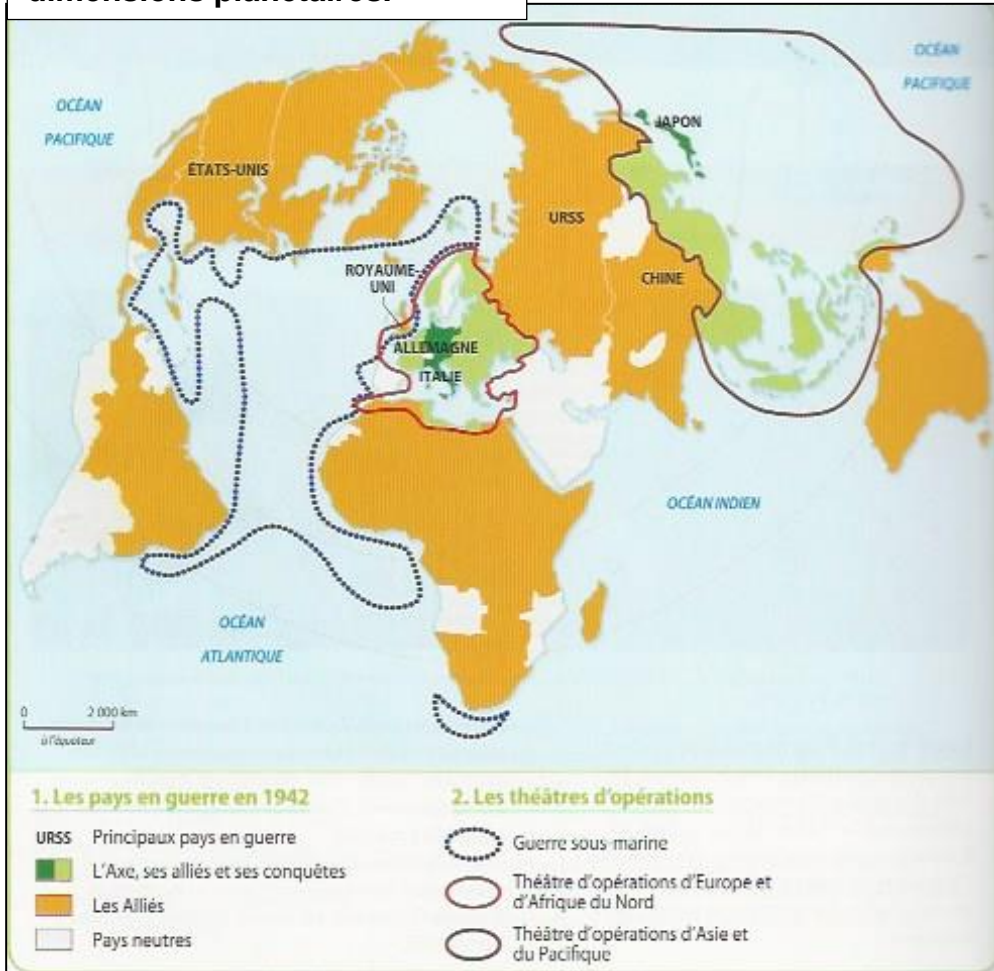 dimensions planétaires.
OCÉAN
PACIFIQUE
OCÉAN
PACIFIQUE
JAPON
ÉTATS-UNIS
URSS
ROYAUME-
UNI
CHINE
ALLEMAGNE
ITALIE
OCÉAN INDIEN
OCÉAN
ATLANTIQUE
0 2 000 km
à l'équateur
1. Les pays en guerre en 1942
URSS Principaux pays en guerre
L'Axe, ses alliés et ses conquêtes
Les Alliés
Pays neutres
2. Les théâtres d'opérations
Guerre sous-marine
Théâtre d'opérations d'Europe et
d'Afrique du Nord
Théâtre d'opérations d'Asie et
du Pacifique